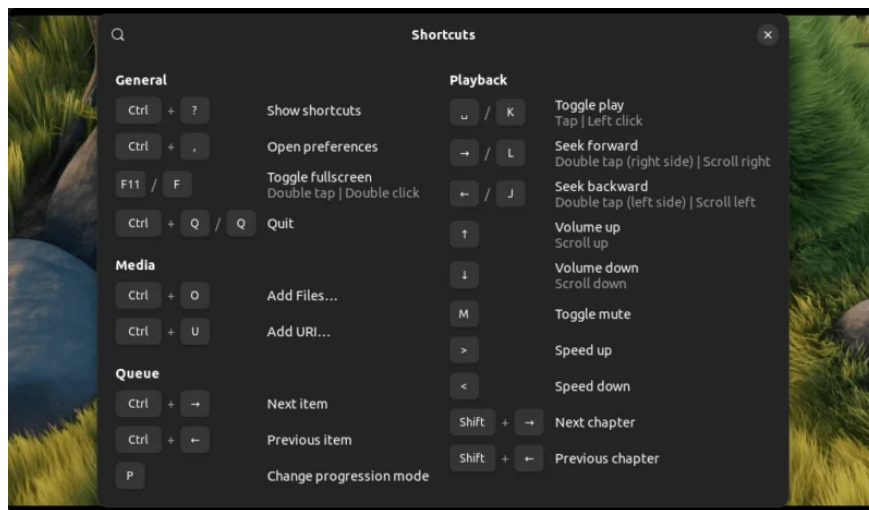 Shortcuts
General
Ctrl + ? Show shortcuts
Ctrl + , Open preferences
F11 / F Toggle fullscreen
Double tap | Double click
Ctrl + Q / Q Quit
Media
Ctrl + O Add Files…
Ctrl + U Add URI…
Queue
Ctrl + → Next item
Ctrl + ← Previous item
P Change progression mode
Playback
␣ / K Toggle play
Tap | Left click
→ / L Seek forward
Double tap (right side) | Scroll right
← / J Seek backward
Double tap (left side) | Scroll left
↑ Volume up
Scroll up
↓ Volume down
Scroll down
M Toggle mute
> Speed up
< Speed down
Shift + → Next chapter
Shift + ← Previous chapter